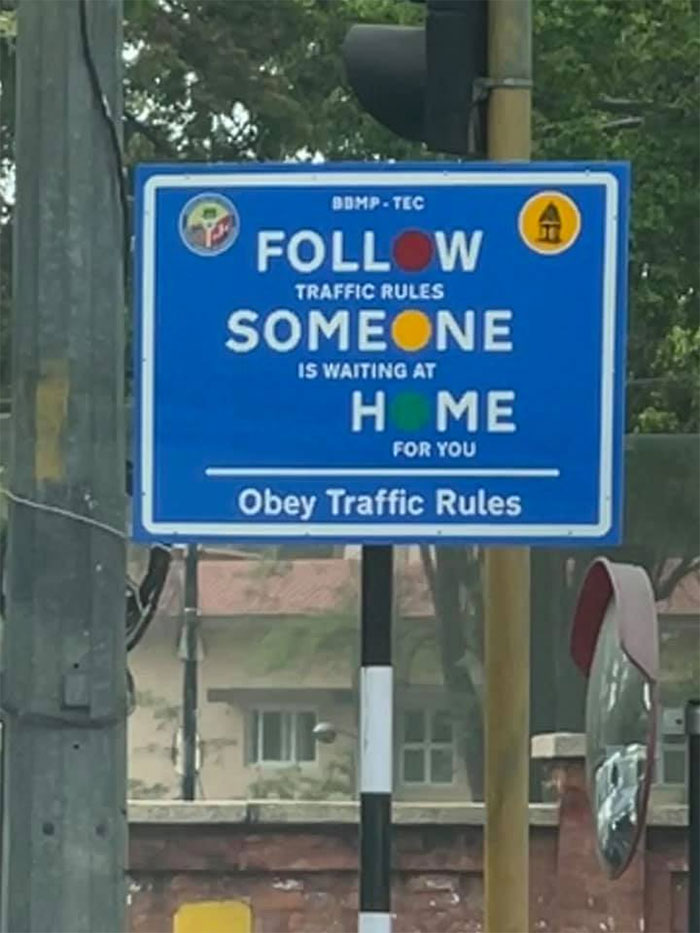 BBMP - TEC
FOLLOW
TRAFFIC RULES
SOMEONE
IS WAITING AT
HOME
FOR YOU
Obey Traffic Rules